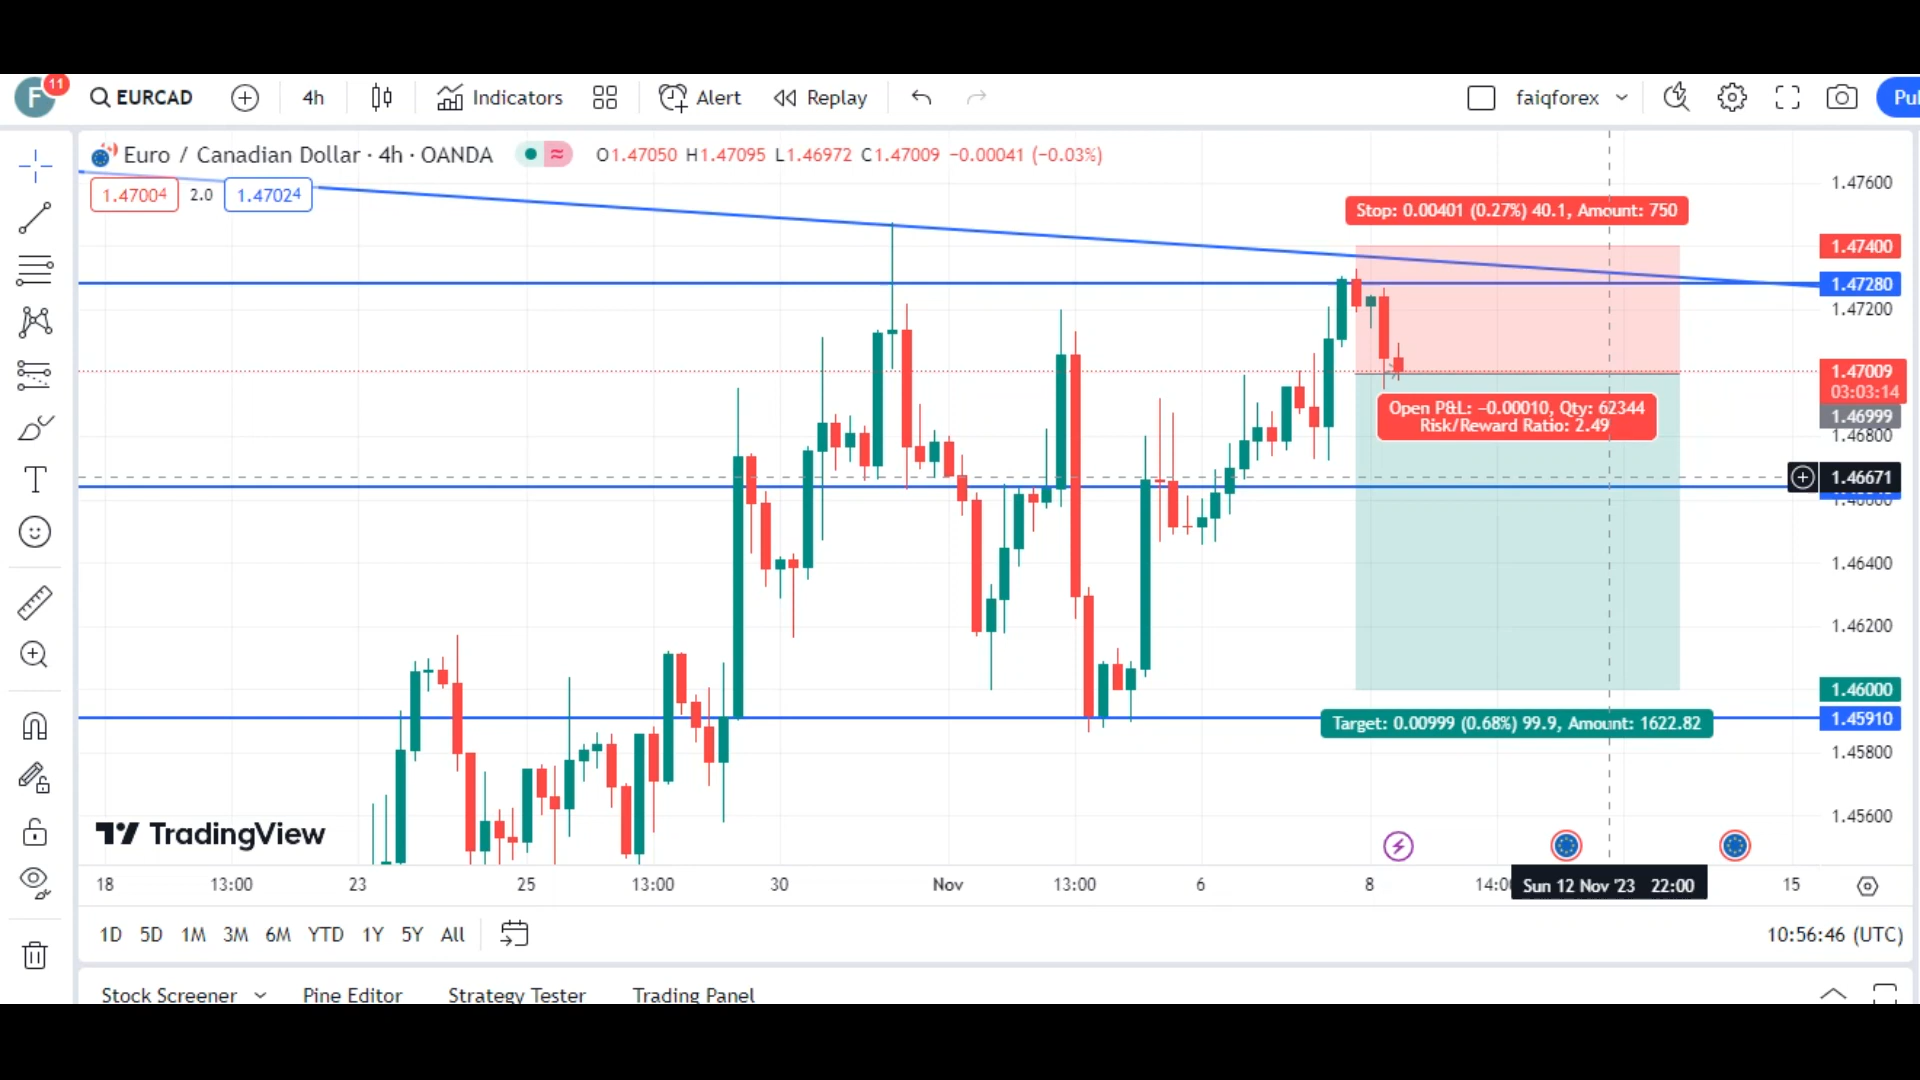 F 11 EURCAD 4h Indicators Alert Replay faiqforex Pul
Euro / Canadian Dollar · 4h · OANDA O1.47050 H1.47095 L1.46972 C1.47009 −0.00041 (−0.03%)
1.47004 2.0 1.47024
1.47600
Stop: 0.00401 (0.27%) 40.1, Amount: 750
1.47400
1.47280
1.47200
1.47009
03:03:14
1.46999
Open P&L: −0.00010, Qty: 62344
Risk/Reward Ratio: 2.49
1.46800
1.46671
1.46600
1.46400
1.46200
1.46000
1.45910
Target: 0.00999 (0.68%) 99.9, Amount: 1622.82
1.45800
1.45600
TradingView
18 13:00 23 25 13:00 30 Nov 13:00 6 8 14:00 Sun 12 Nov '23 22:00 15
1D 5D 1M 3M 6M YTD 1Y 5Y All 10:56:46 (UTC)
Stock Screener Pine Editor Strategy Tester Trading Panel